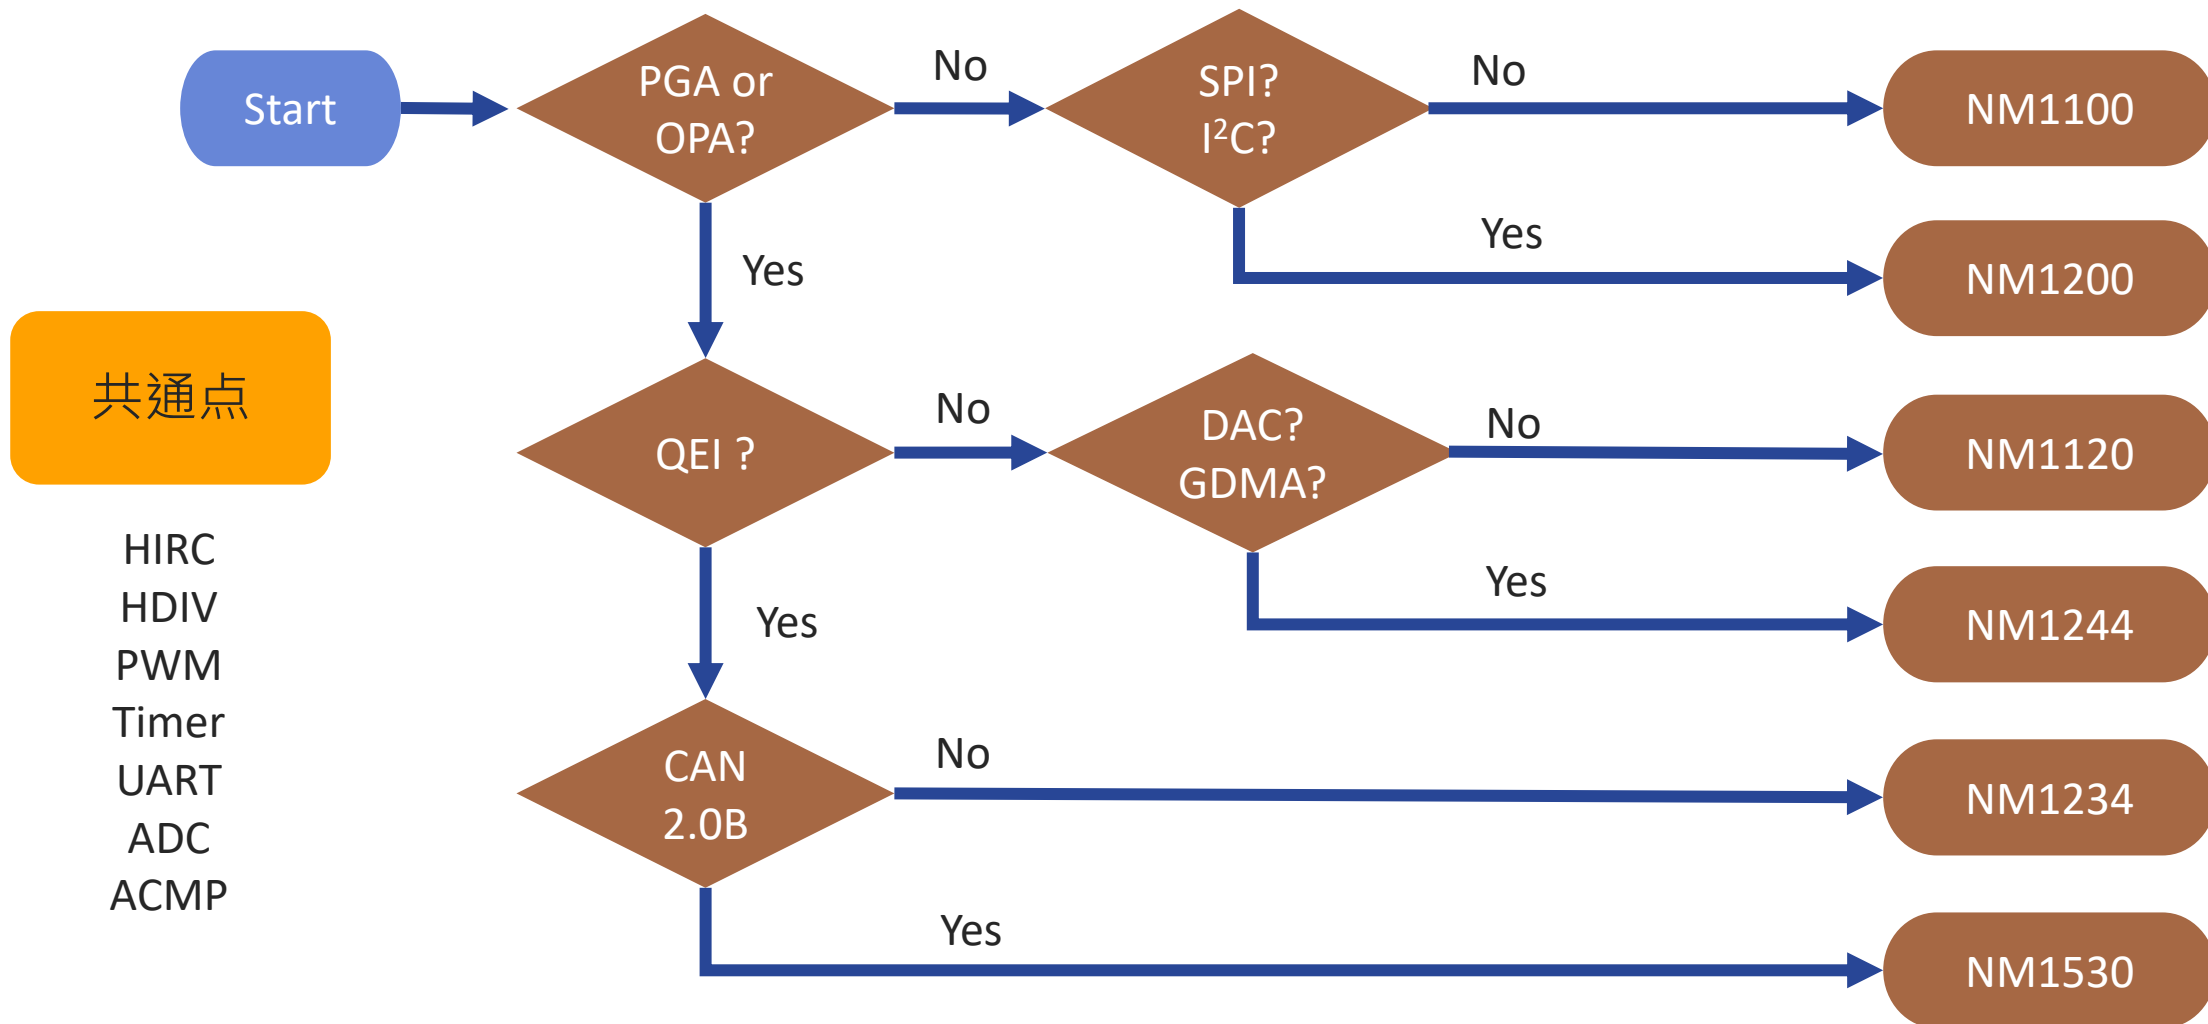 Start
PGA or
OPA?
No
SPI?
I²C?
No
NM1100
Yes
NM1200
Yes
共通点
HIRC
HDIV
PWM
Timer
UART
ADC
ACMP
QEI ?
No
DAC?
GDMA?
No
NM1120
Yes
NM1244
Yes
CAN
2.0B
No
NM1234
Yes
NM1530